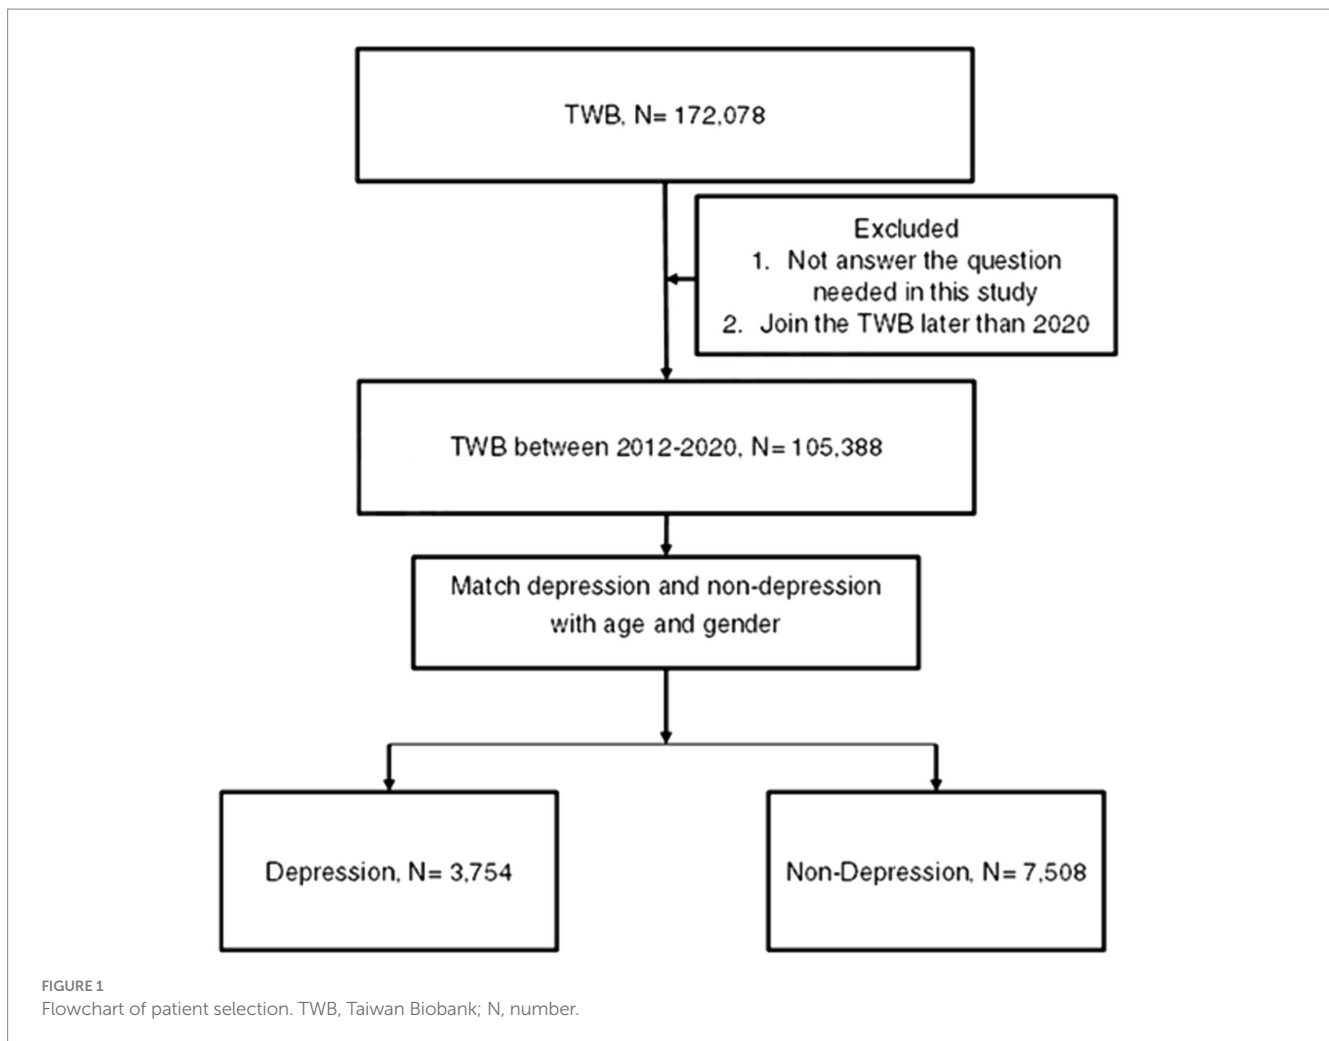 TWB, N= 172,078
Excluded
1. Not answer the question
needed in this study
2. Join the TWB later than 2020
TWB between 2012-2020, N= 105,388
Match depression and non-depression
with age and gender
Depression, N= 3,754
Non-Depression, N= 7,508
FIGURE 1
Flowchart of patient selection. TWB, Taiwan Biobank; N, number.